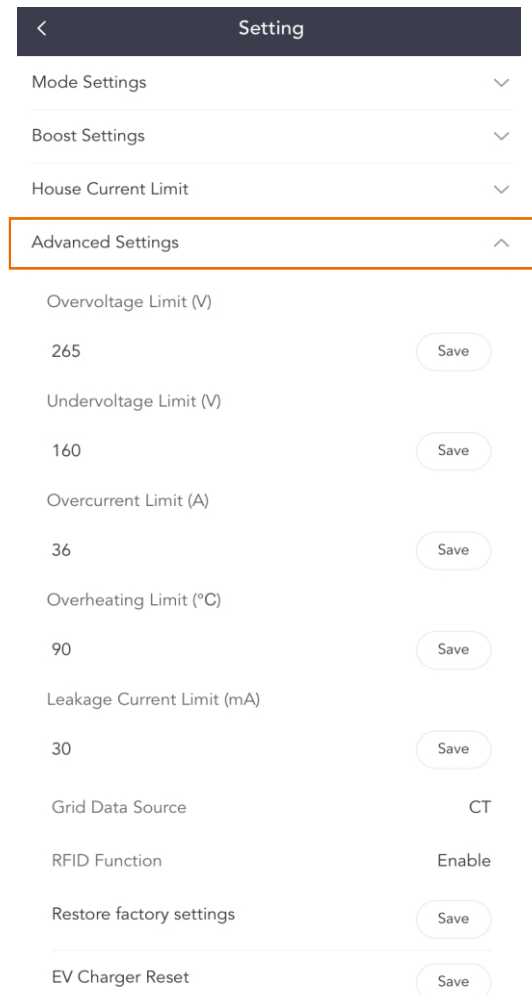 Setting
Mode Settings
Boost Settings
House Current Limit
Advanced Settings
Overvoltage Limit (V)
265 Save
Undervoltage Limit (V)
160 Save
Overcurrent Limit (A)
36 Save
Overheating Limit (°C)
90 Save
Leakage Current Limit (mA)
30 Save
Grid Data Source CT
RFID Function Enable
Restore factory settings Save
EV Charger Reset Save